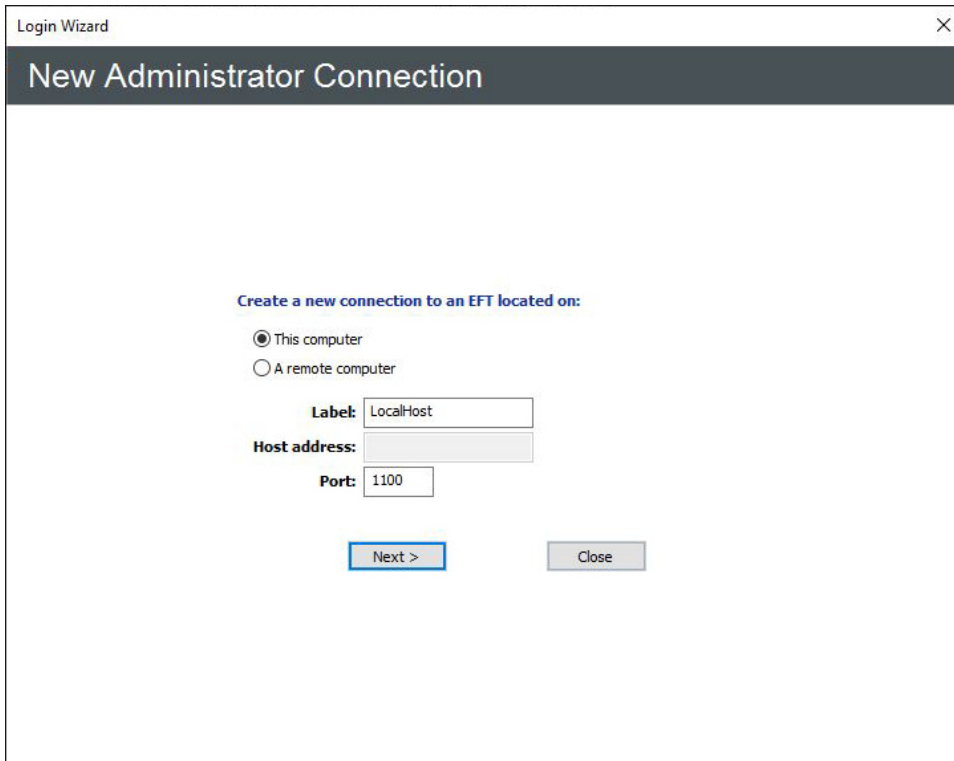 Login Wizard
New Administrator Connection
Create a new connection to an EFT located on:
This computer
A remote computer
Label: LocalHost
Host address:
Port: 1100
Next > Close